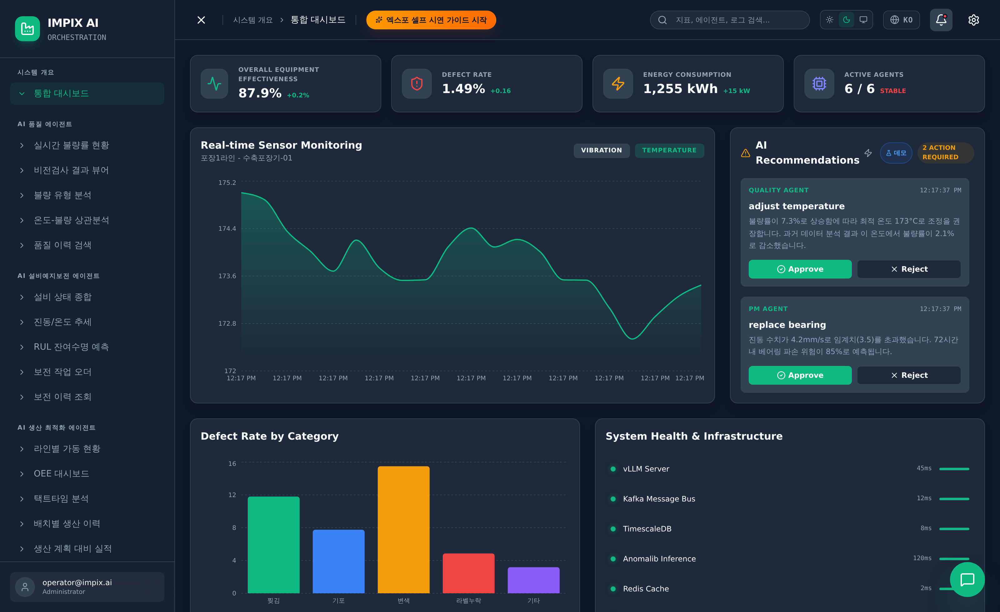 IMPIX AI
ORCHESTRATION
시스템 개요
통합 대시보드
AI 품질 에이전트
실시간 불량률 현황
비전검사 결과 뷰어
불량 유형 분석
온도-불량 상관분석
품질 이력 검색
AI 설비예지보전 에이전트
설비 상태 종합
진동/온도 추세
RUL 잔여수명 예측
보전 작업 오더
보전 이력 조회
AI 생산 최적화 에이전트
라인별 가동 현황
OEE 대시보드
택트타임 분석
배치별 생산 이력
생산 계획 대비 실적
operator@impix.ai
Administrator
시스템 개요
통합 대시보드
엑스포 셀프 시연 가이드 시작
지표, 에이전트, 로그 검색...
KO
OVERALL EQUIPMENT
EFFECTIVENESS
87.9% +0.2%
DEFECT RATE
1.49% +0.16
ENERGY CONSUMPTION
1,255 kWh +15 kW
ACTIVE AGENTS
6 / 6 STABLE
Real-time Sensor Monitoring
포장1라인 - 수축포장기-01
VIBRATION
TEMPERATURE
175.2
174.4
173.6
172.8
172
12:17 PM 12:17 PM 12:17 PM 12:17 PM 12:17 PM 12:17 PM 12:17 PM 12:17 PM 12:17 PM 12:17 PM 12:17 PM
AI
Recommendations
데모
2 ACTION
REQUIRED
QUALITY AGENT 12:17:37 PM
adjust temperature
불량률이 7.3%로 상승함에 따라 최적 온도 173°C로 조정을 권
장합니다. 과거 데이터 분석 결과 이 온도에서 불량률이 2.1%
로 감소했습니다.
Approve Reject
PM AGENT 12:17:37 PM
replace bearing
진동 수치가 4.2mm/s로 임계치(3.5)를 초과했습니다. 72시간
내 베어링 파손 위험이 85%로 예측됩니다.
Approve Reject
Defect Rate by Category
16
12
8
4
0
찢김 기포 변색 라벨누락 기타
System Health & Infrastructure
vLLM Server 45ms
Kafka Message Bus 12ms
TimescaleDB 8ms
Anomalib Inference 120ms
Redis Cache 2ms